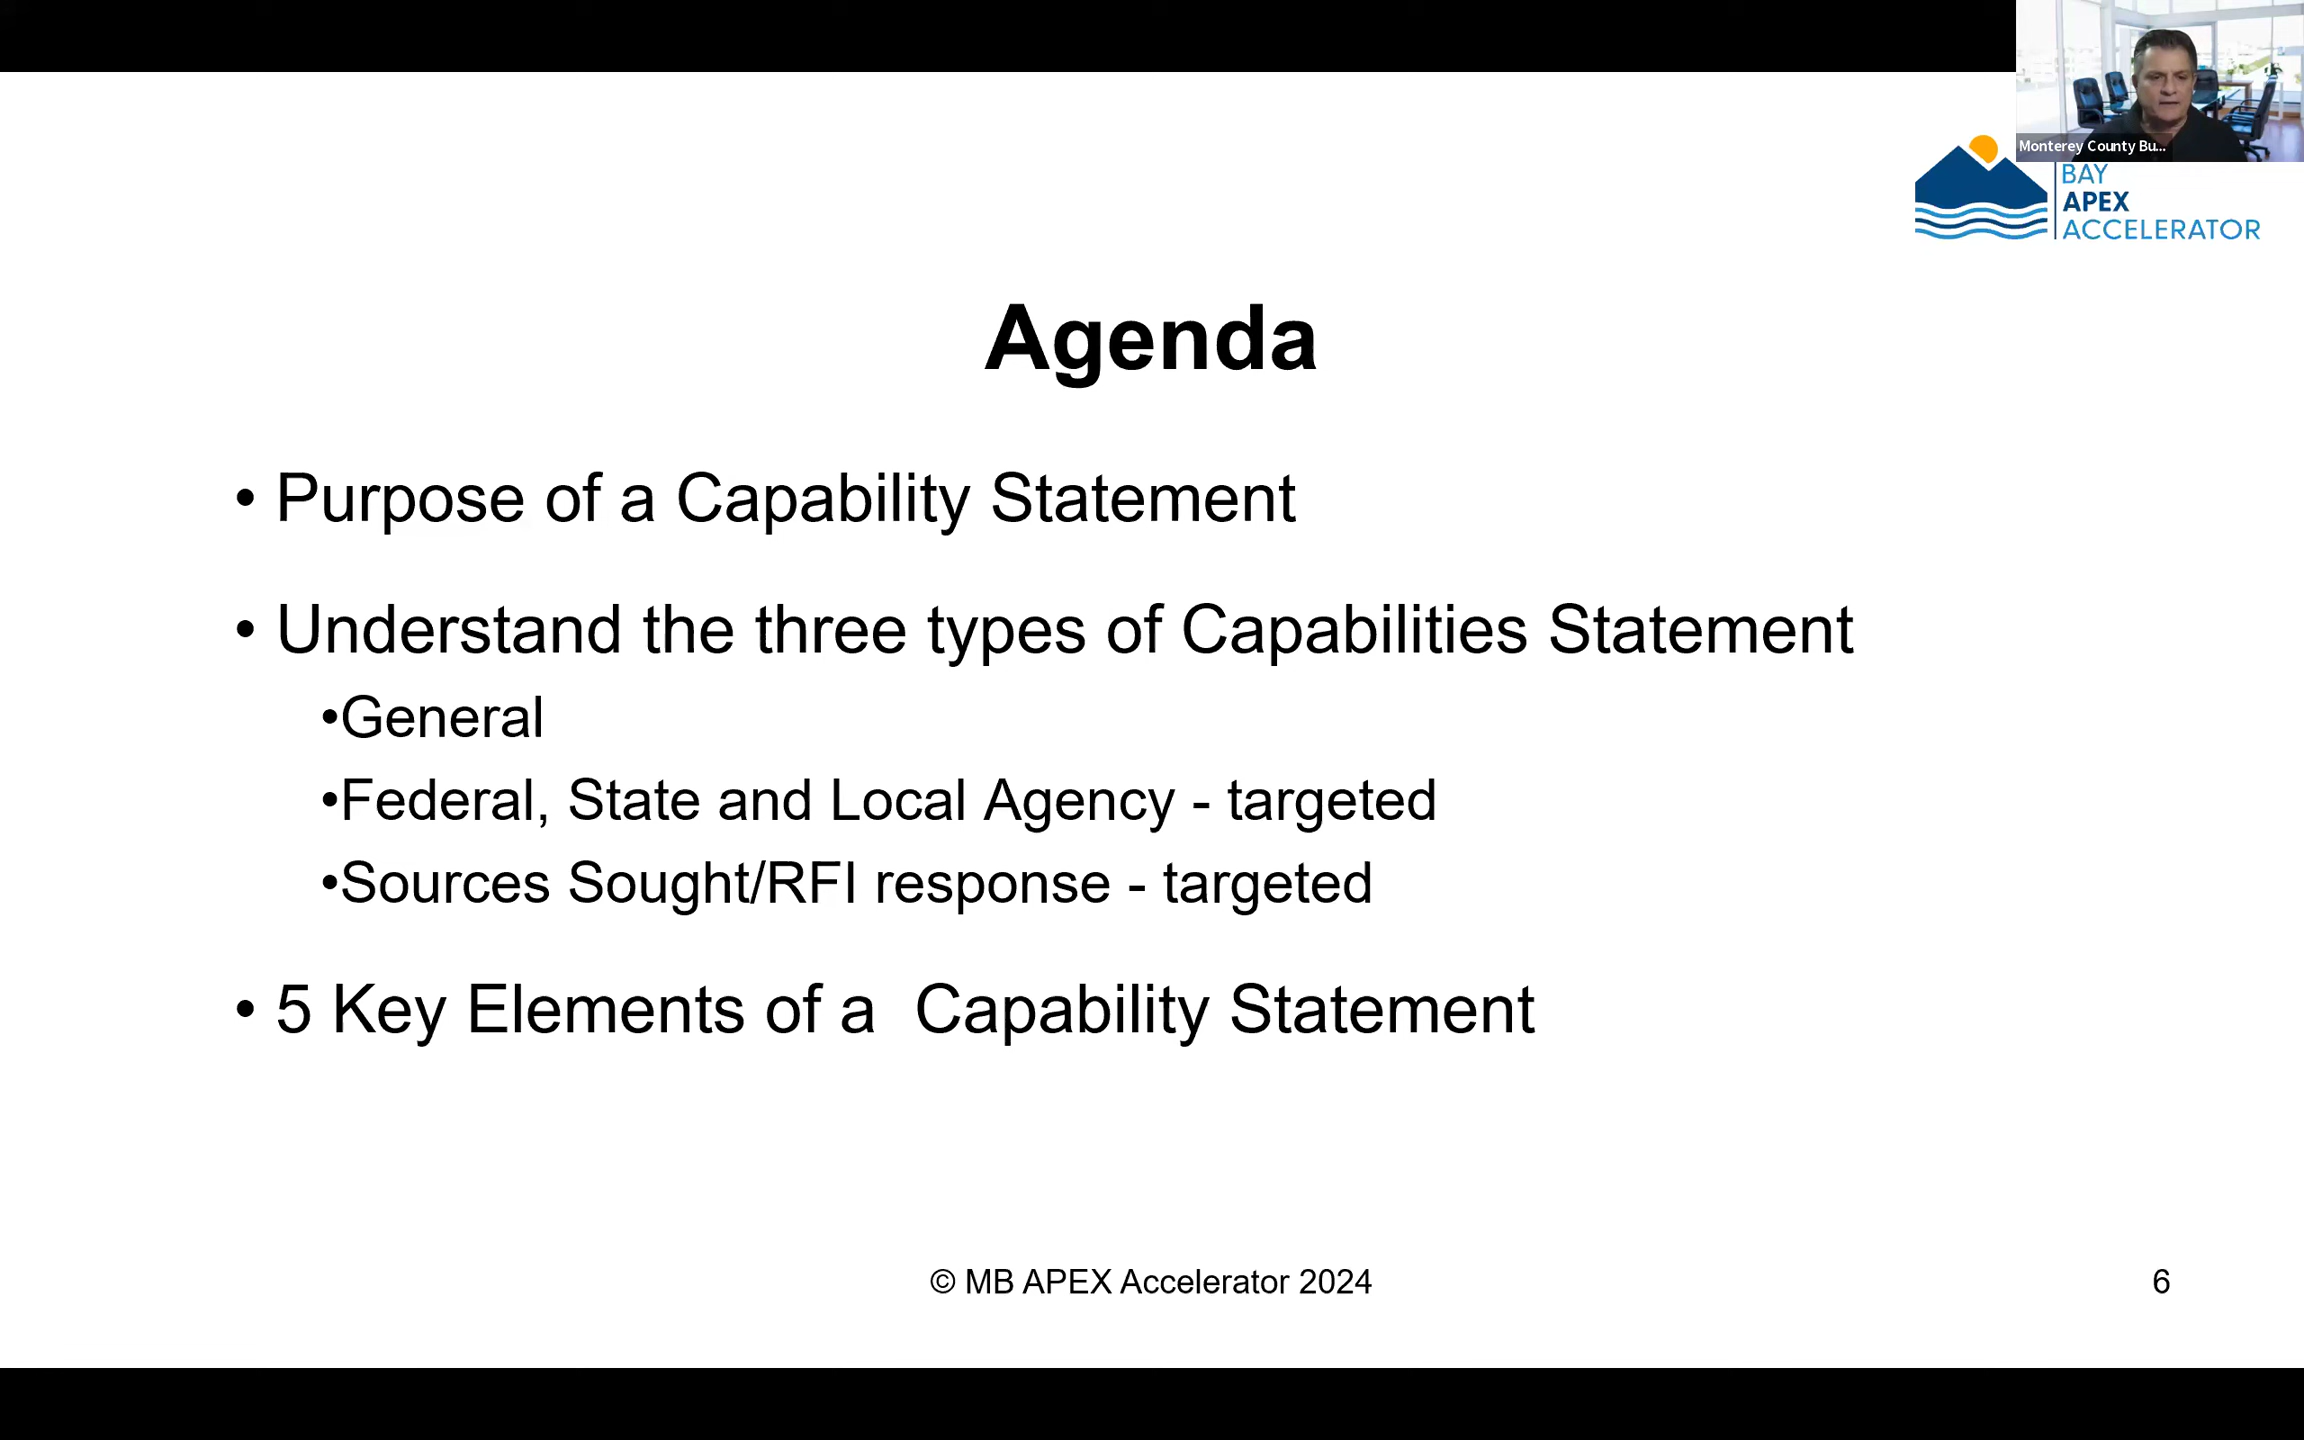 Monterey County Bu...
BAY
APEX
ACCELERATOR
Agenda
• Purpose of a Capability Statement
• Understand the three types of Capabilities Statement
•General
•Federal, State and Local Agency - targeted
•Sources Sought/RFI response - targeted
• 5 Key Elements of a  Capability Statement
© MB APEX Accelerator 2024
6